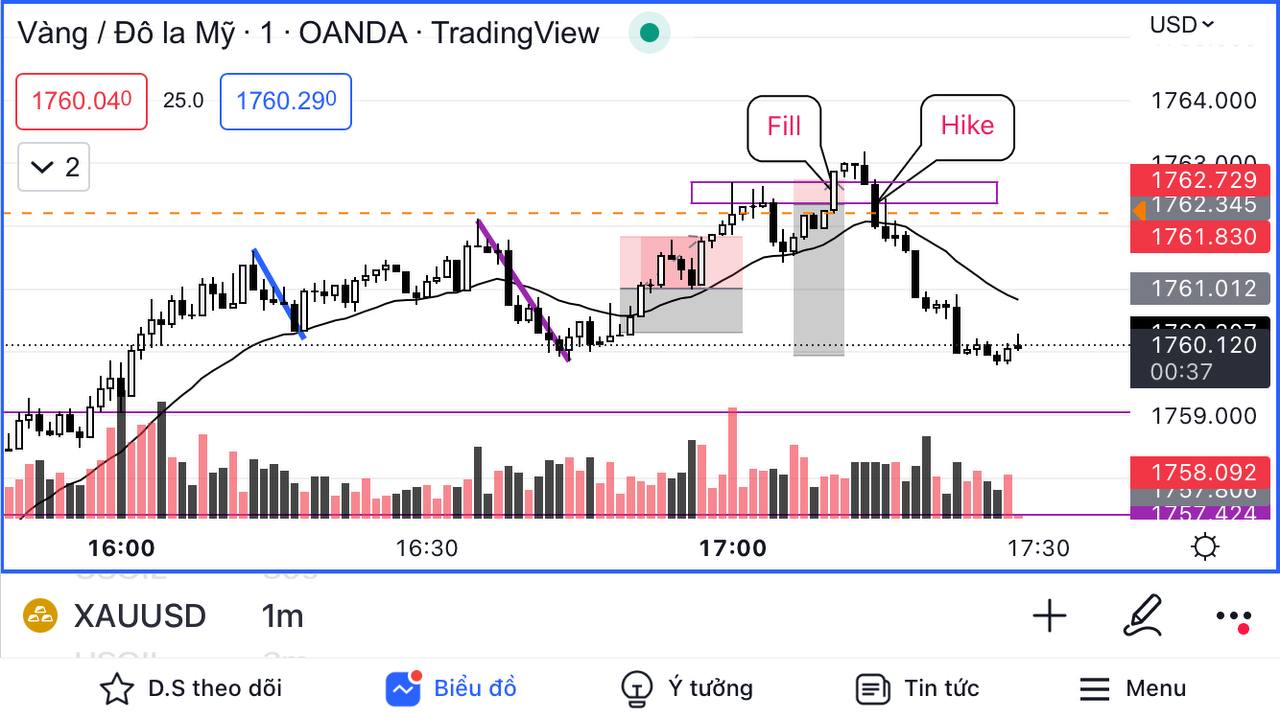 Vàng / Đô la Mỹ · 1 · OANDA · TradingView
USD
1760.040
25.0
1760.290
2
Fill
Hike
1764.000
1763.000
1762.729
1762.345
1761.830
1761.012
1760.120
00:37
1759.000
1758.092
1757.806
1757.424
16:00
16:30
17:00
17:30
XAUUSD
1m
D.S theo dõi
Biểu đồ
Ý tưởng
Tin tức
Menu